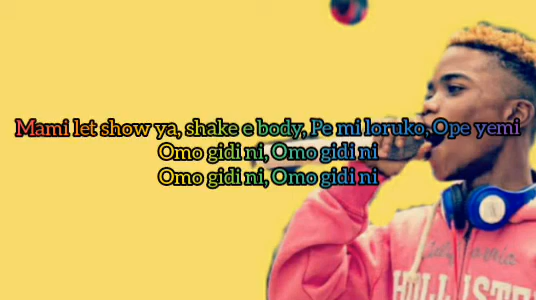 Mami let show ya, shake e body, Pe mi loruko, Ope yemi
Omo gidi ni, Omo gidi ni
Omo gidi ni, Omo gidi ni